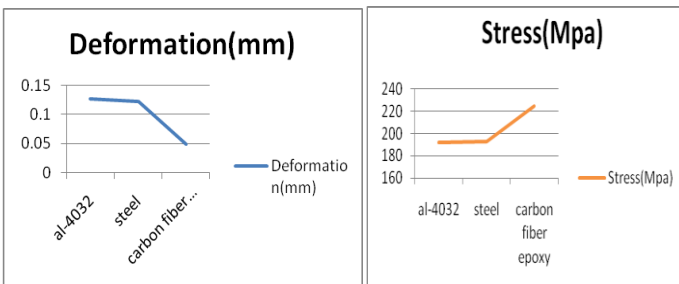 Deformation(mm)
0.15
0.1
0.05
0
al-4032
steel
carbon fiber...
Deformatio
n(mm)
Stress(Mpa)
240
220
200
180
160
al-4032
steel
carbon
fiber
epoxy
Stress(Mpa)